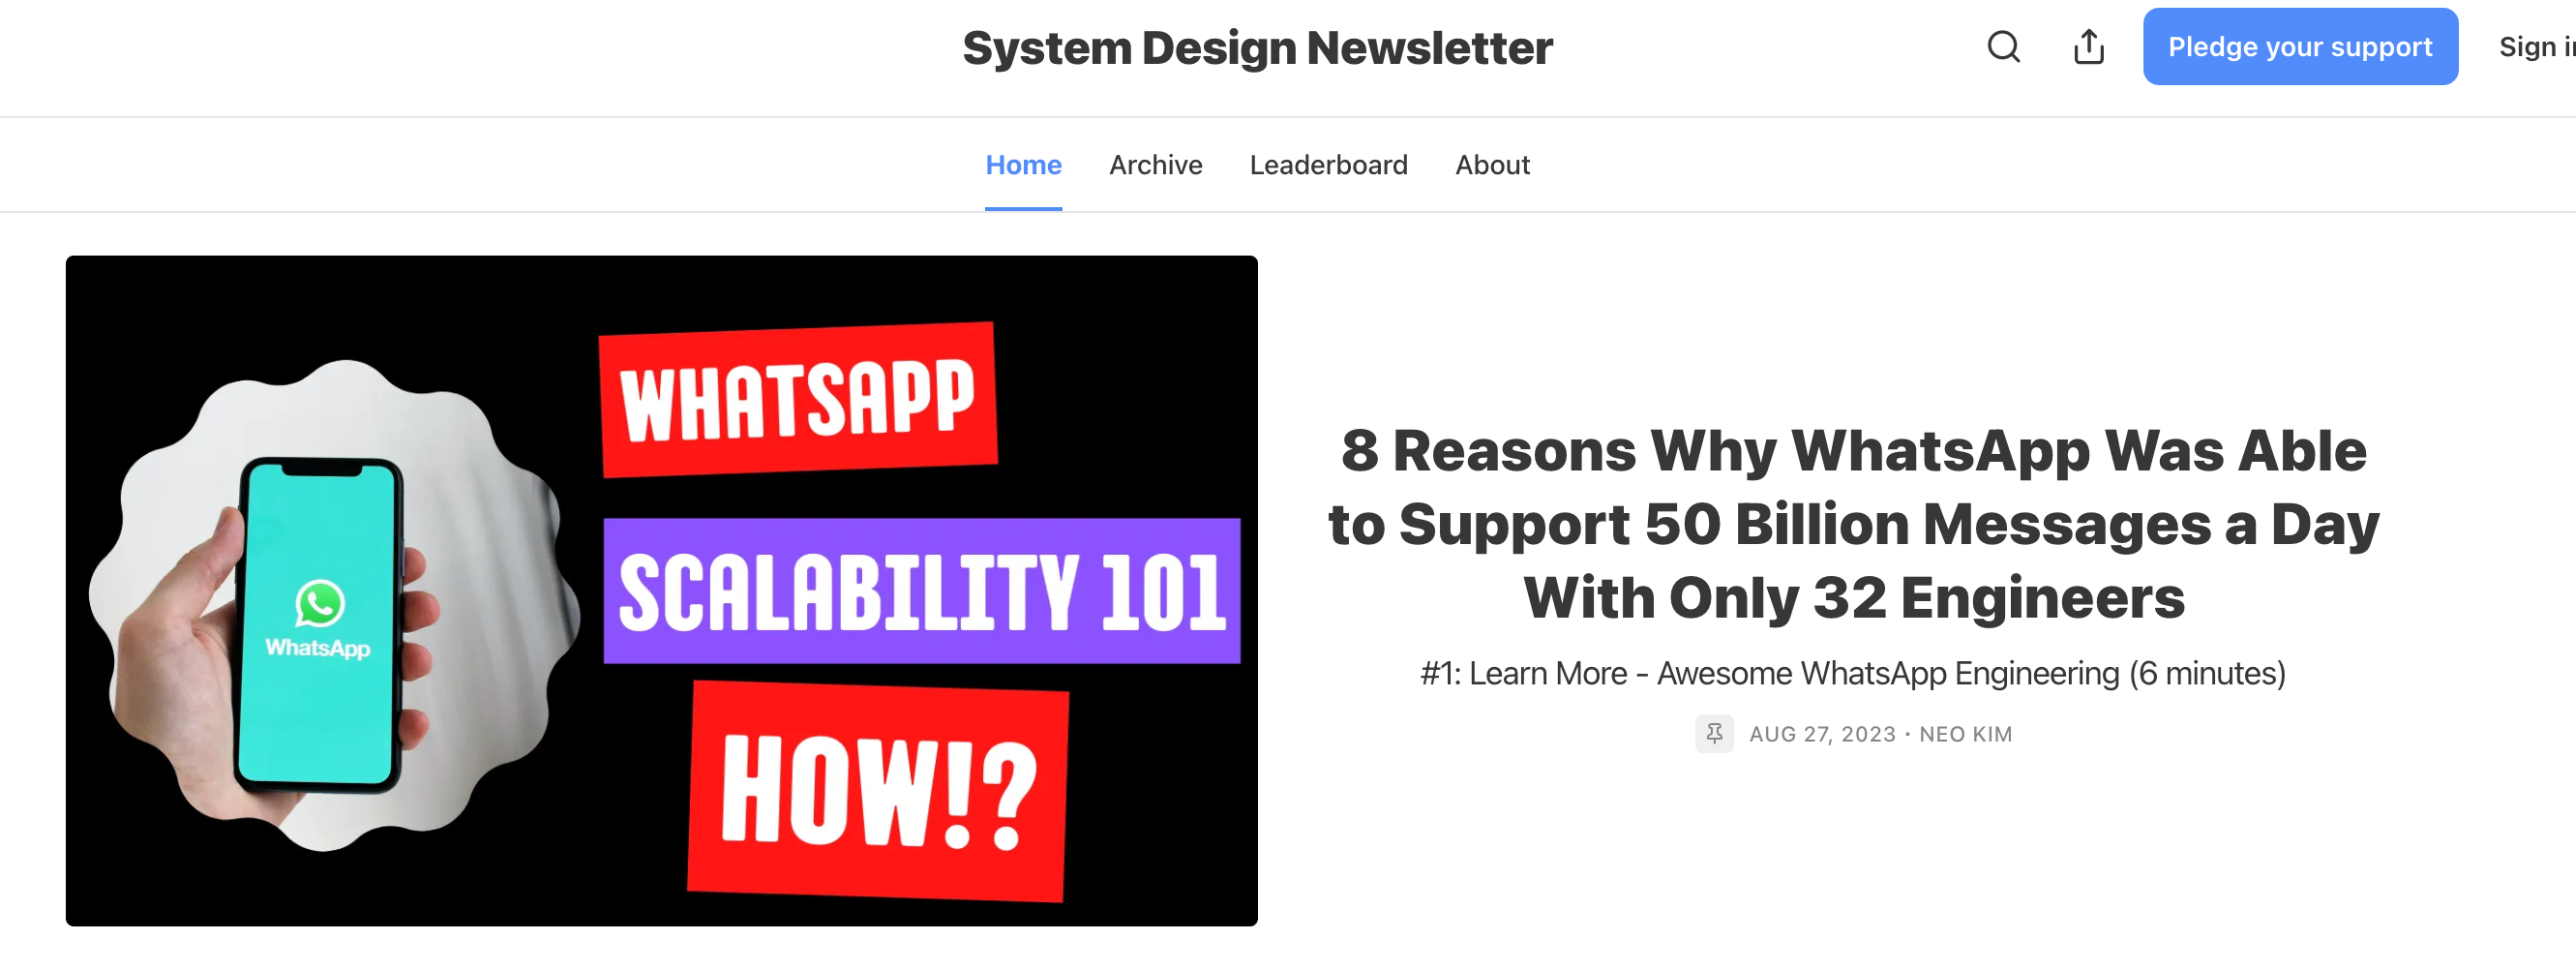 System Design Newsletter
Pledge your support
Sign i
Home
Archive
Leaderboard
About
WHATSAPP
SCALABILITY 101
HOW!?
WhatsApp
8 Reasons Why WhatsApp Was Able
to Support 50 Billion Messages a Day
With Only 32 Engineers
#1: Learn More - Awesome WhatsApp Engineering (6 minutes)
AUG 27, 2023 · NEO KIM